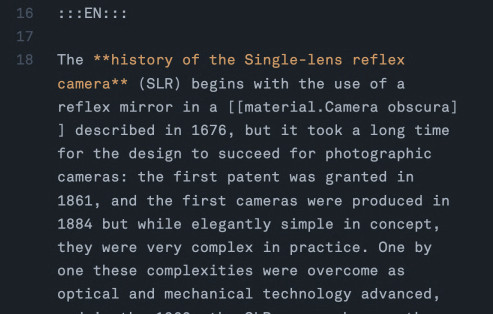 16 :::EN:::
17
18 The **history of the Single-lens reflex
camera** (SLR) begins with the use of a
reflex mirror in a [[material.Camera obscura]
] described in 1676, but it took a long time
for the design to succeed for photographic
cameras: the first patent was granted in
1861, and the first cameras were produced in
1884 but while elegantly simple in concept,
they were very complex in practice. One by
one these complexities were overcome as
optical and mechanical technology advanced,